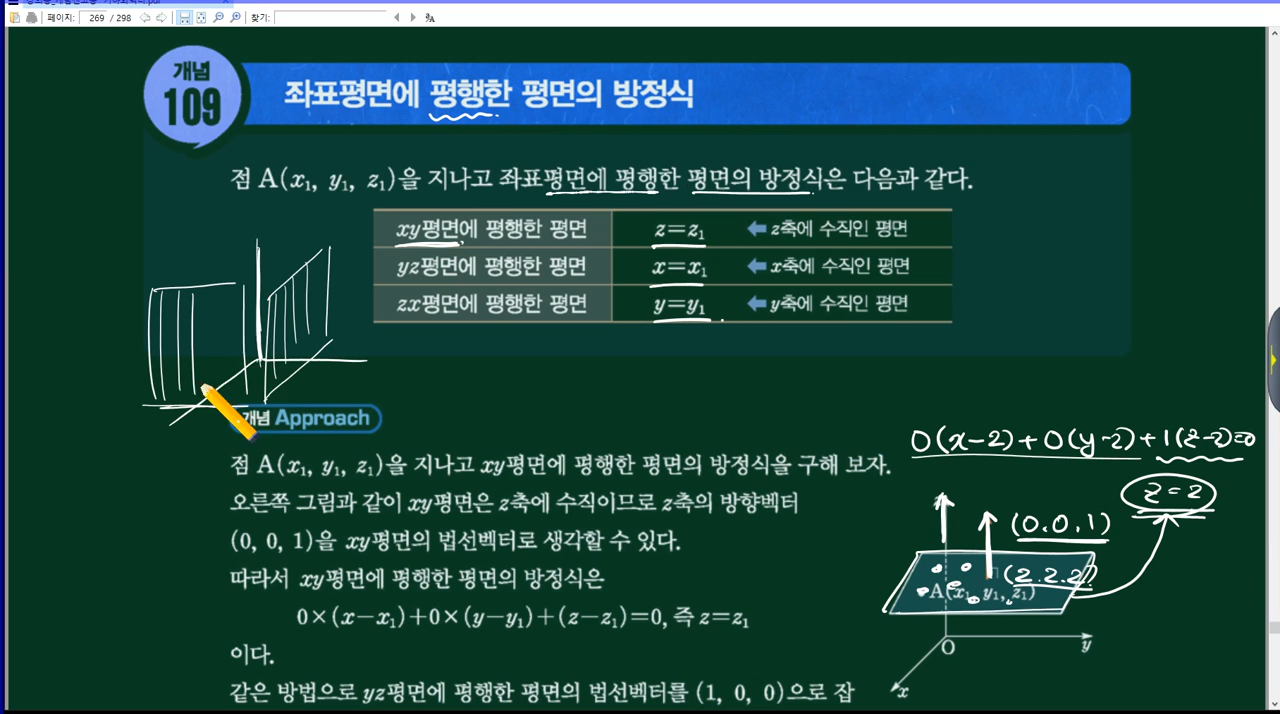 페이지: 269 / 298 찾기:
개념
109
좌표평면에 평행한 평면의 방정식
점 A(x₁, y₁, z₁)을 지나고 좌표평면에 평행한 평면의 방정식은 다음과 같다.
xy평면에 평행한 평면 z=z₁ ⬅ z축에 수직인 평면
yz평면에 평행한 평면 x=x₁ ⬅ x축에 수직인 평면
zx평면에 평행한 평면 y=y₁ ⬅ y축에 수직인 평면
개념 Approach
점 A(x₁, y₁, z₁)을 지나고 xy평면에 평행한 평면의 방정식을 구해 보자.
오른쪽 그림과 같이 xy평면은 z축에 수직이므로 z축의 방향벡터
(0, 0, 1)을 xy평면의 법선벡터로 생각할 수 있다.
따라서 xy평면에 평행한 평면의 방정식은
0×(x−x₁)+0×(y−y₁)+(z−z₁)=0, 즉 z=z₁
이다.
같은 방법으로 yz평면에 평행한 평면의 법선벡터를 (1, 0, 0)으로 잡
0(x-2)+0(y-2)+1(z-2)=0
z=2
(0.0.1)
(2.2.2)
A(x₁, y₁, z₁)
O
y
x